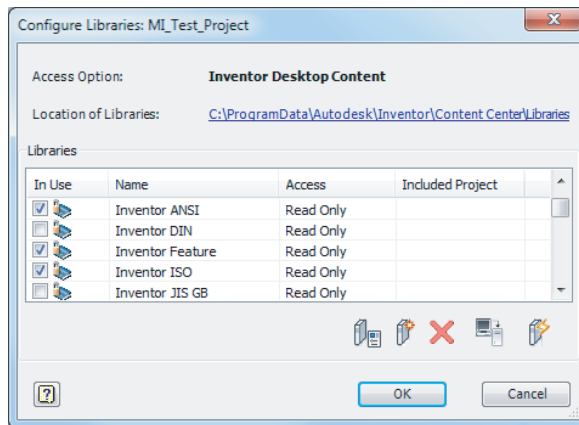 Configure Libraries: MI_Test_Project
Access Option: Inventor Desktop Content
Location of Libraries: C:\ProgramData\Autodesk\Inventor\Content Center\Libraries
Libraries
In Use Name Access Included Project
Inventor ANSI Read Only
Inventor DIN Read Only
Inventor Feature Read Only
Inventor ISO Read Only
Inventor JIS GB Read Only
OK Cancel